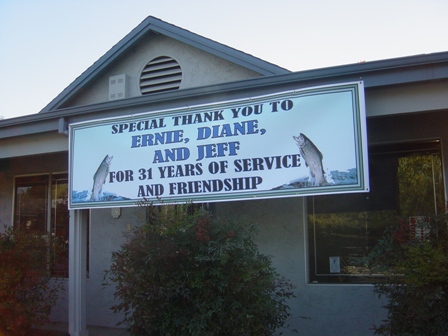 SPECIAL THANK YOU TO
ERNIE, DIANE,
AND JEFF
FOR 31 YEARS OF SERVICE
AND FRIENDSHIP